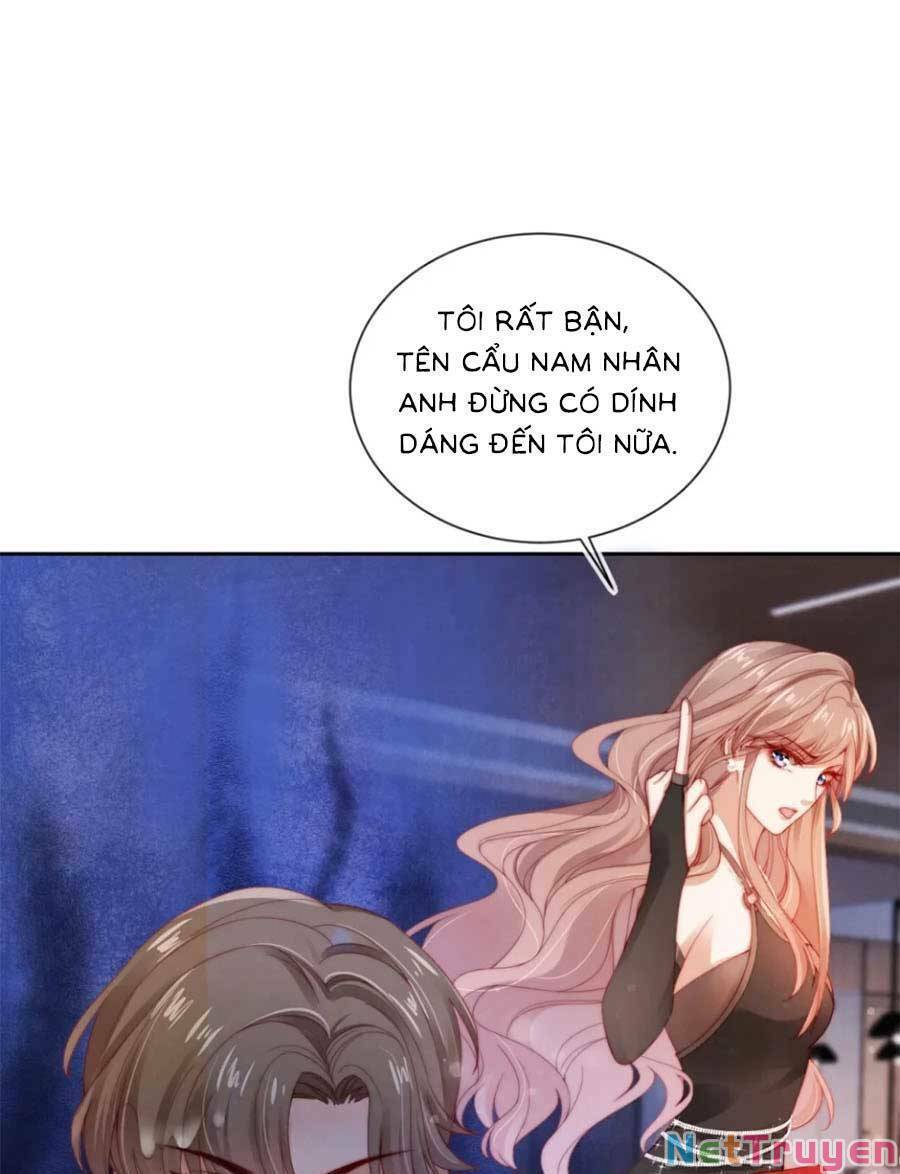 TÔI RẤT BẬN,
TÊN CẨU NAM NHÂN
ANH ĐỪNG CÓ DÍNH
DÁNG ĐẾN TÔI NỮA.
NetTruyen